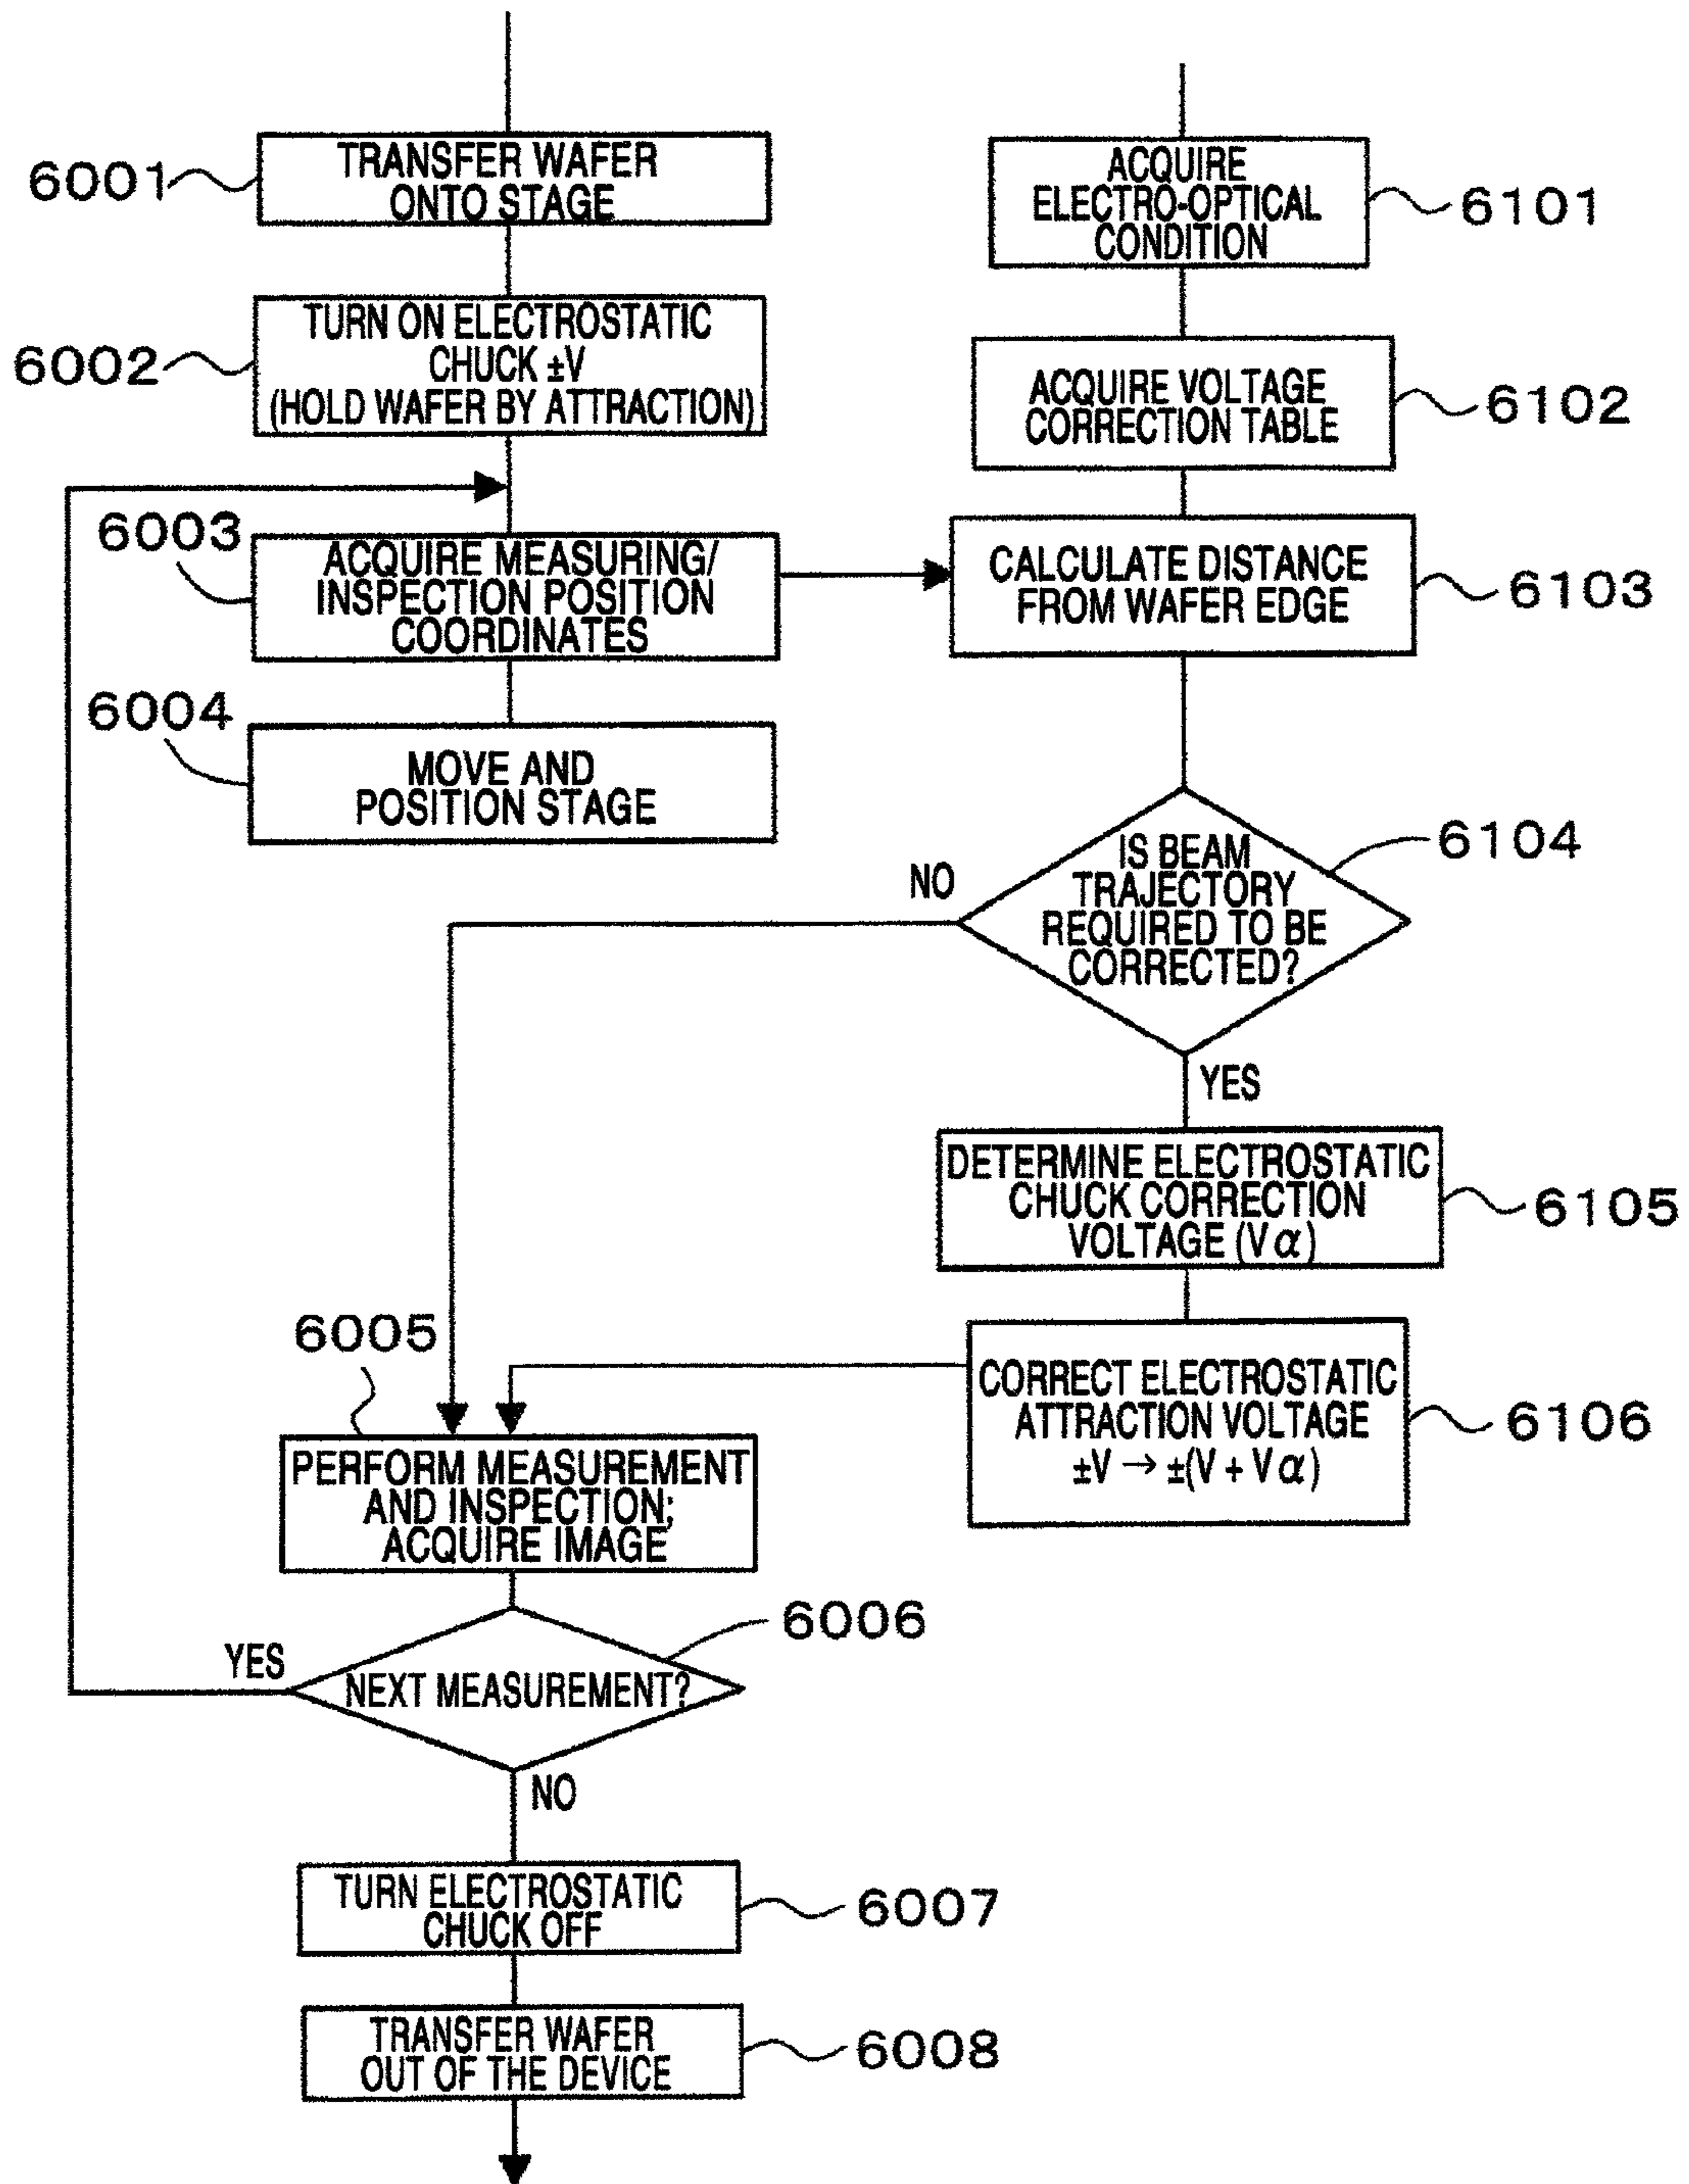 6001
TRANSFER WAFER
ONTO STAGE
6002
TURN ON ELECTROSTATIC
CHUCK ±V
(HOLD WAFER BY ATTRACTION)
6003
ACQUIRE MEASURING/
INSPECTION POSITION
COORDINATES
6004
MOVE AND
POSITION STAGE
ACQUIRE
ELECTRO-OPTICAL
CONDITION
6101
ACQUIRE VOLTAGE
CORRECTION TABLE
6102
CALCULATE DISTANCE
FROM WAFER EDGE
6103
IS BEAM
TRAJECTORY
REQUIRED TO BE
CORRECTED?
6104
NO
YES
DETERMINE ELECTROSTATIC
CHUCK CORRECTION
VOLTAGE (Vα)
6105
CORRECT ELECTROSTATIC
ATTRACTION VOLTAGE
±V → ±(V + Vα)
6106
6005
PERFORM MEASUREMENT
AND INSPECTION;
ACQUIRE IMAGE
6006
NEXT MEASUREMENT?
YES
NO
TURN ELECTROSTATIC
CHUCK OFF
6007
TRANSFER WAFER
OUT OF THE DEVICE
6008